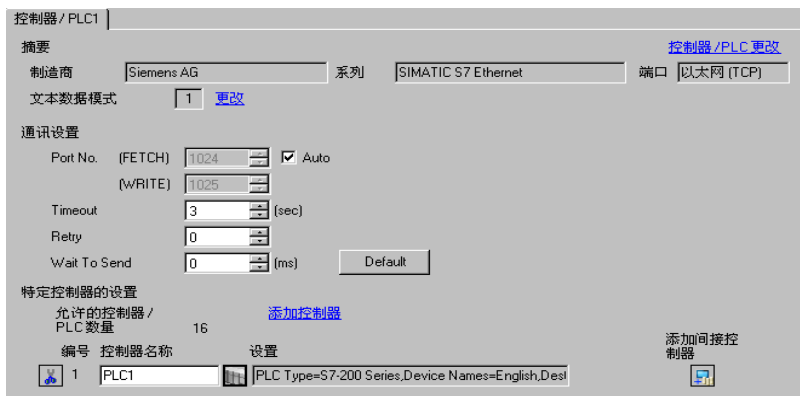 控制器/ PLC1
摘要 控制器 /PLC 更改
制造商 Siemens AG 系列 SIMATIC S7 Ethernet 端口 以太网 (TCP)
文本数据模式 1 更改
通讯设置
Port No. (FETCH) 1024 Auto
(WRITE) 1025
Timeout 3 (sec)
Retry 0
Wait To Send 0 (ms) Default
特定控制器的设置
允许的控制器 / 添加控制器
PLC 数量 16
添加间接控
制器
编号 控制器名称 设置
1 PLC1 PLC Type=S7-200 Series,Device Names=English,